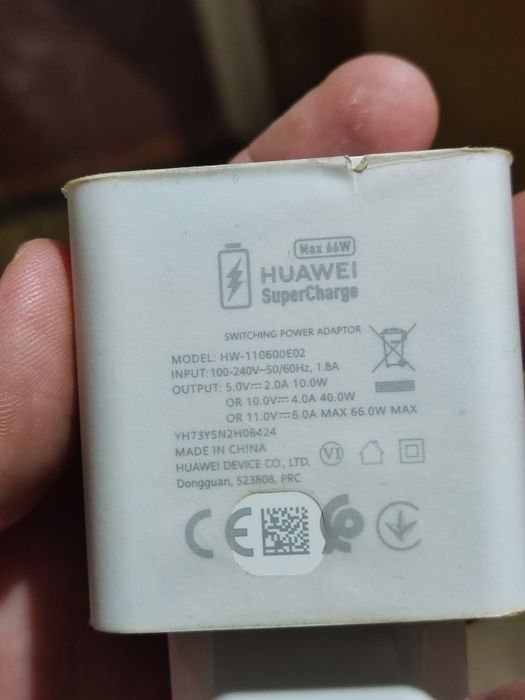 Max 66W
HUAWEI
SuperCharge
SWITCHING POWER ADAPTOR
MODEL: HW-110600E02
INPUT: 100-240V~50/60Hz, 1.8A
OUTPUT: 5.0V⎓2.0A 10.0W
OR 10.0V⎓4.0A 40.0W
OR 11.0V⎓6.0A MAX 66.0W MAX
MADE IN CHINA
VI
HUAWEI DEVICE CO., LTD.
Dongguan, 523808, PRC
CE